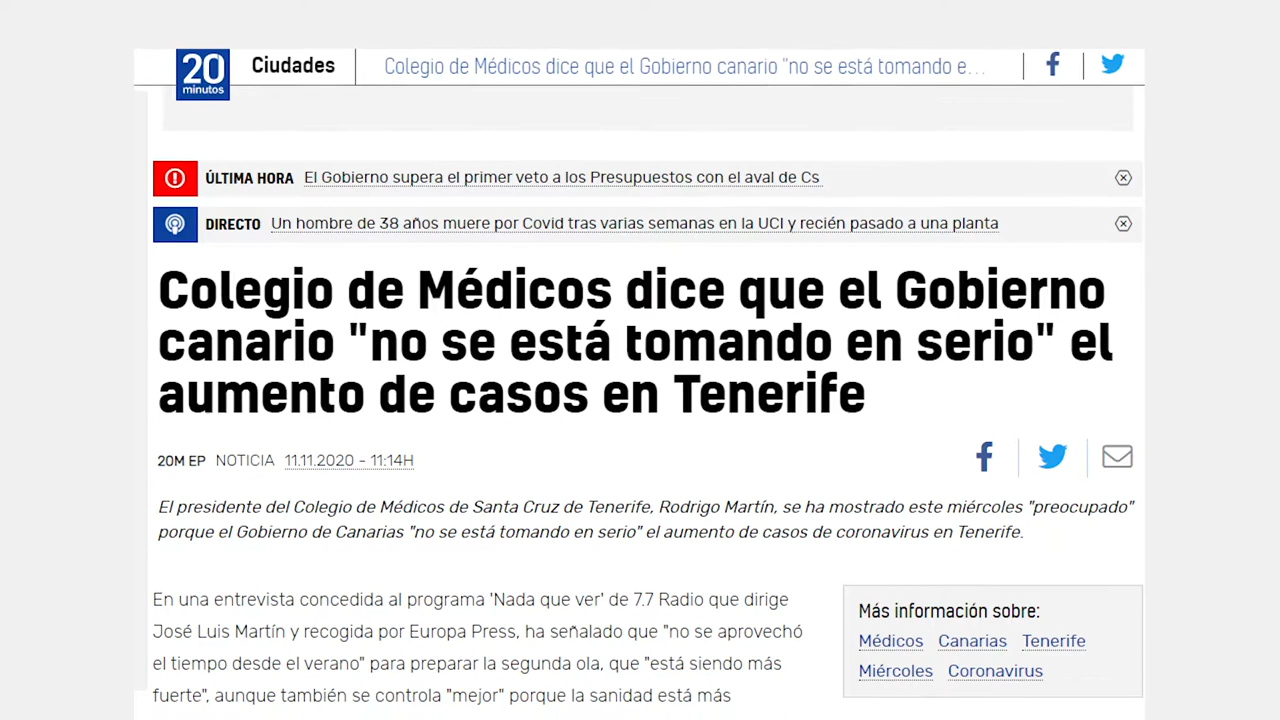 20
minutos
Ciudades
Colegio de Médicos dice que el Gobierno canario "no se está tomando e...
ÚLTIMA HORA El Gobierno supera el primer veto a los Presupuestos con el aval de Cs
DIRECTO Un hombre de 38 años muere por Covid tras varias semanas en la UCI y recién pasado a una planta
Colegio de Médicos dice que el Gobierno
canario "no se está tomando en serio" el
aumento de casos en Tenerife
20M EP NOTICIA 11.11.2020 - 11:14H
El presidente del Colegio de Médicos de Santa Cruz de Tenerife, Rodrigo Martín, se ha mostrado este miércoles "preocupado"
porque el Gobierno de Canarias "no se está tomando en serio" el aumento de casos de coronavirus en Tenerife.
En una entrevista concedida al programa 'Nada que ver' de 7.7 Radio que dirige
José Luis Martín y recogida por Europa Press, ha señalado que "no se aprovechó
el tiempo desde el verano" para preparar la segunda ola, que "está siendo más
fuerte", aunque también se controla "mejor" porque la sanidad está más
Más información sobre:
Médicos Canarias Tenerife
Miércoles Coronavirus